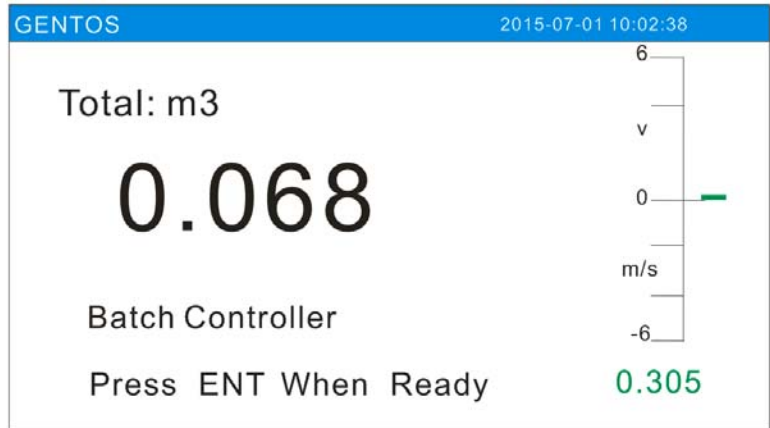 GENTOS 2015-07-01 10:02:38
6
Total: m3
v
0.068
0
m/s
Batch Controller
-6
Press ENT When Ready 0.305